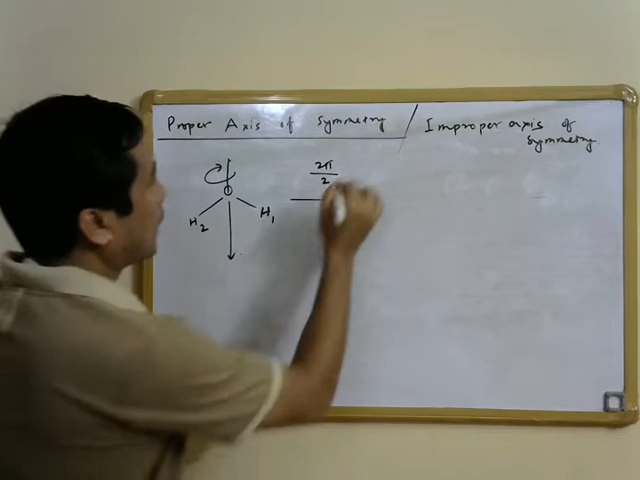 Proper Axis of Symmetry / Improper axis of
Symmetry.
2π
2
O
H2 H1